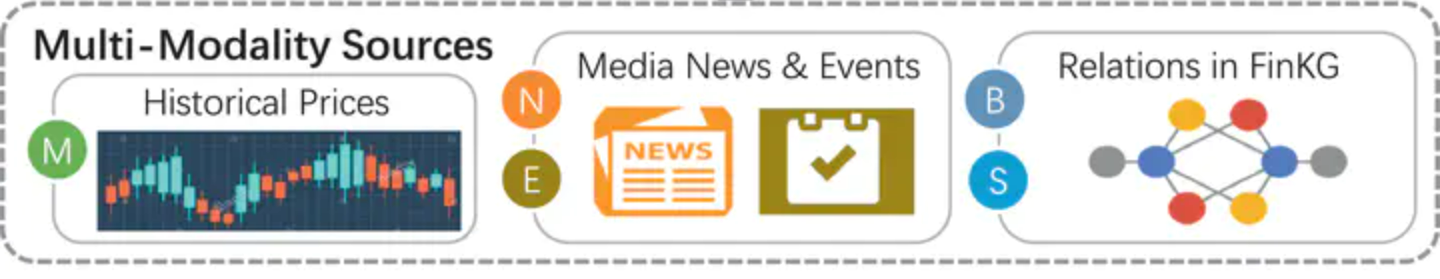 Multi-Modality Sources
Historical Prices
M
Media News & Events
N
E
NEWS
Relations in FinKG
B
S